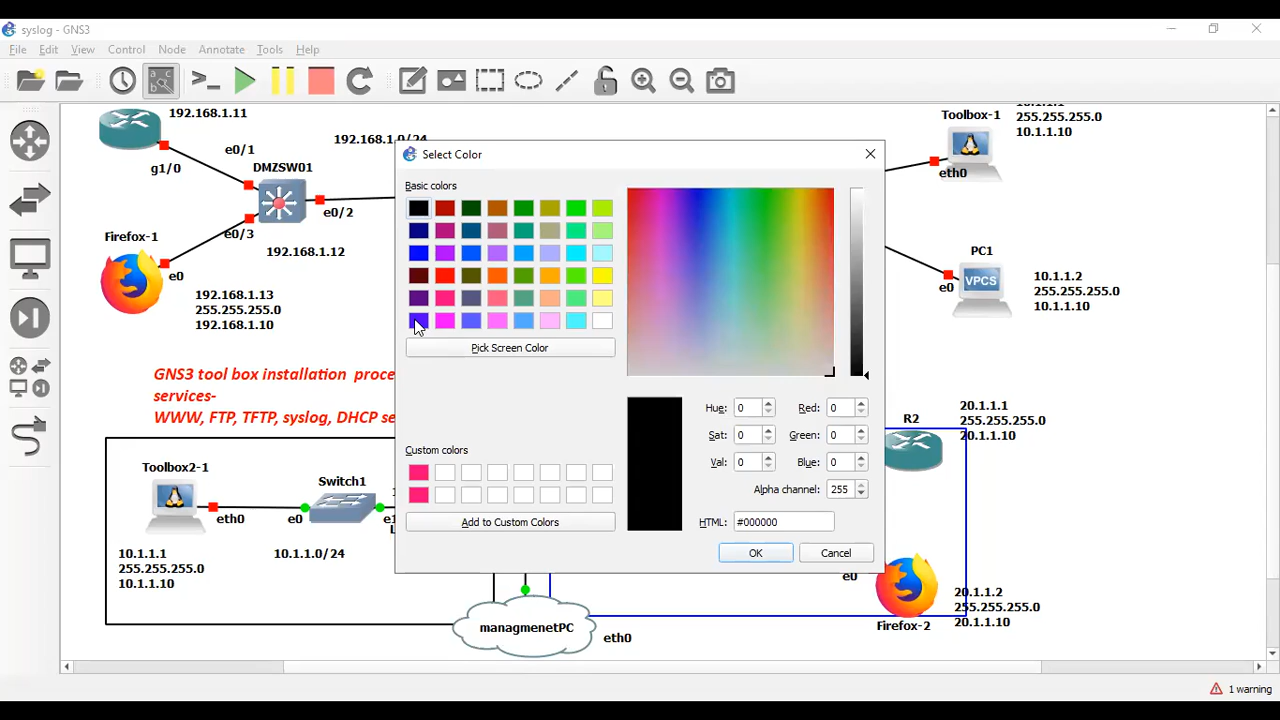 syslog - GNS3
File Edit View Control Node Annotate Tools Help
192.168.1.11
192.168.1.0/24
e0/1
g1/0
DMZSW01
e0/2
e0/3
192.168.1.12
Firefox-1
e0
192.168.1.13
255.255.255.0
192.168.1.10
10.1.1.1
255.255.255.0
10.1.1.10
Toolbox-1
eth0
PC1
VPCS
e0
10.1.1.2
255.255.255.0
10.1.1.10
GNS3 tool box installation proce
services-
WWW, FTP, TFTP, syslog, DHCP se
Toolbox2-1
eth0
10.1.1.1
255.255.255.0
10.1.1.10
Switch1
e0
e1
10.1.1.0/24
R2
20.1.1.1
255.255.255.0
20.1.1.10
e0
Firefox-2
20.1.1.2
255.255.255.0
20.1.1.10
managmenetPC
eth0
Select Color
Basic colors
Pick Screen Color
Custom colors
Add to Custom Colors
Hue: 0 Red: 0
Sat: 0 Green: 0
Val: 0 Blue: 0
Alpha channel: 255
HTML: #000000
OK Cancel
1 warning